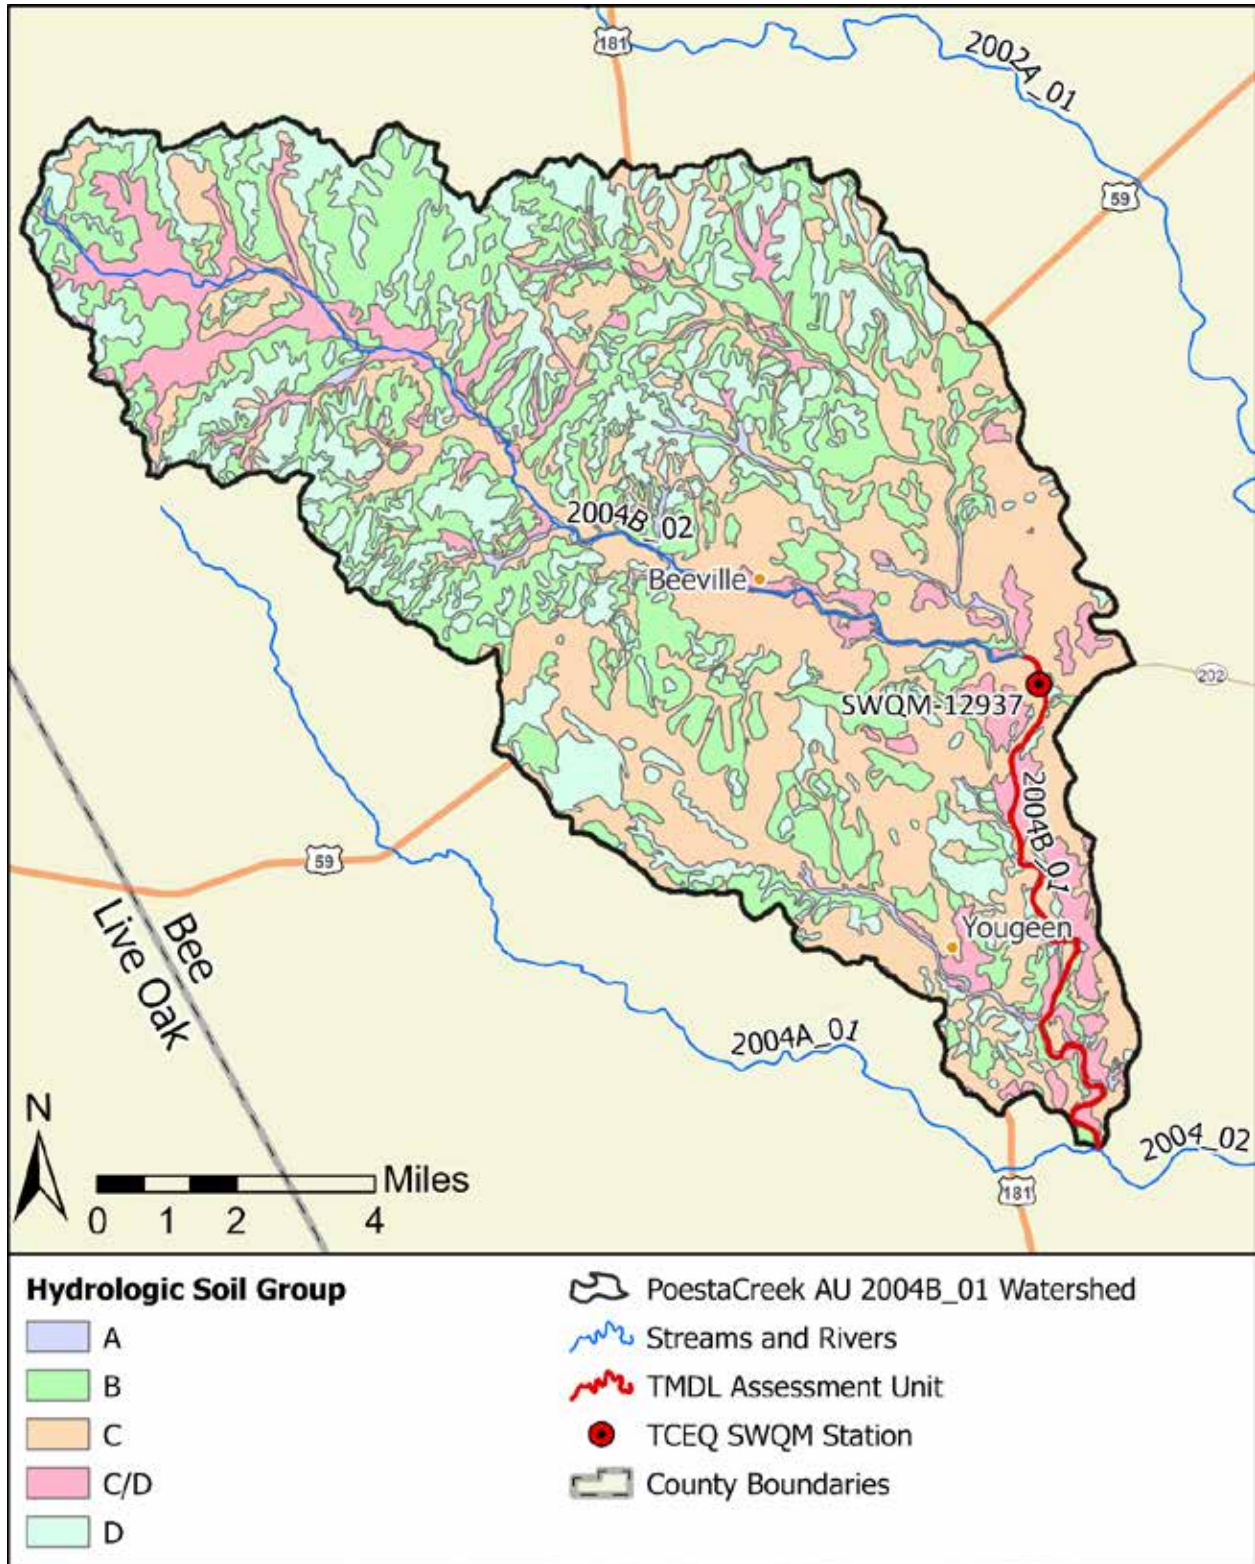 181
2002A_01
59
2004B_02
Beeville
202
SWQM-12937
2004B_01
59
Bee
Live Oak
Yougeen
2004A_01
N
2004_02
Miles
0 1 2 4
181
Hydrologic Soil Group
A
B
C
C/D
D
PoestaCreek AU 2004B_01 Watershed
Streams and Rivers
TMDL Assessment Unit
TCEQ SWQM Station
County Boundaries